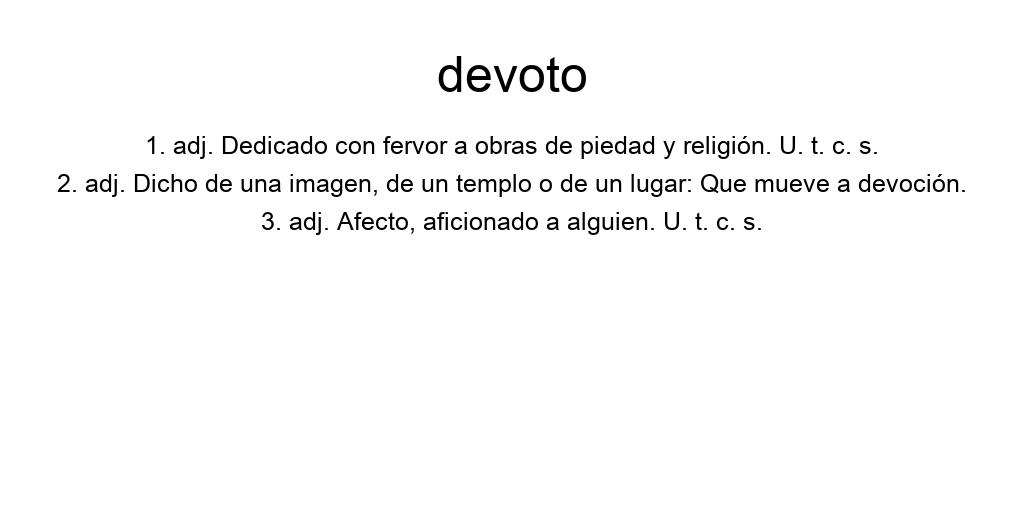 devoto
1. adj. Dedicado con fervor a obras de piedad y religión. U. t. c. s.
2. adj. Dicho de una imagen, de un templo o de un lugar: Que mueve a devoción.
3. adj. Afecto, aficionado a alguien. U. t. c. s.